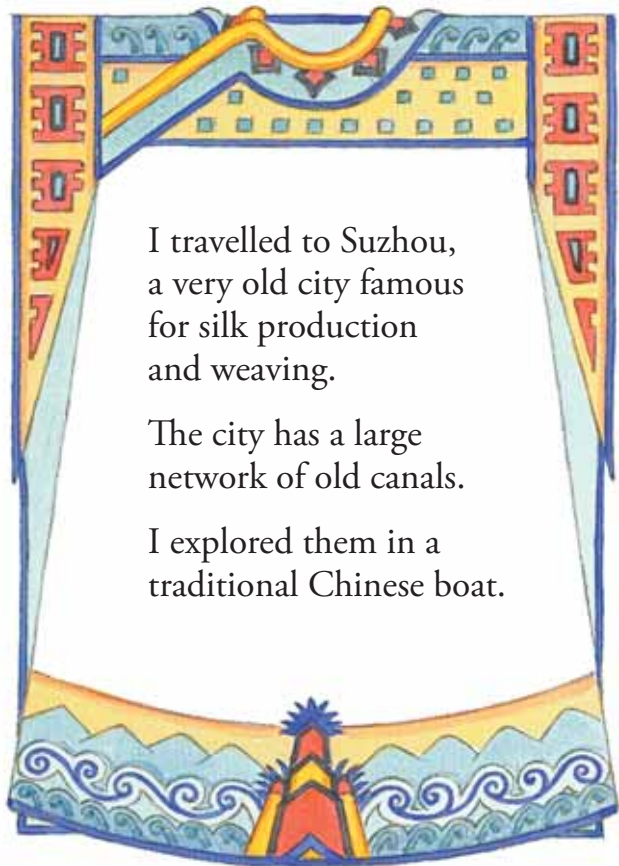 I travelled to Suzhou,
a very old city famous
for silk production
and weaving.
The city has a large
network of old canals.
I explored them in a
traditional Chinese boat.